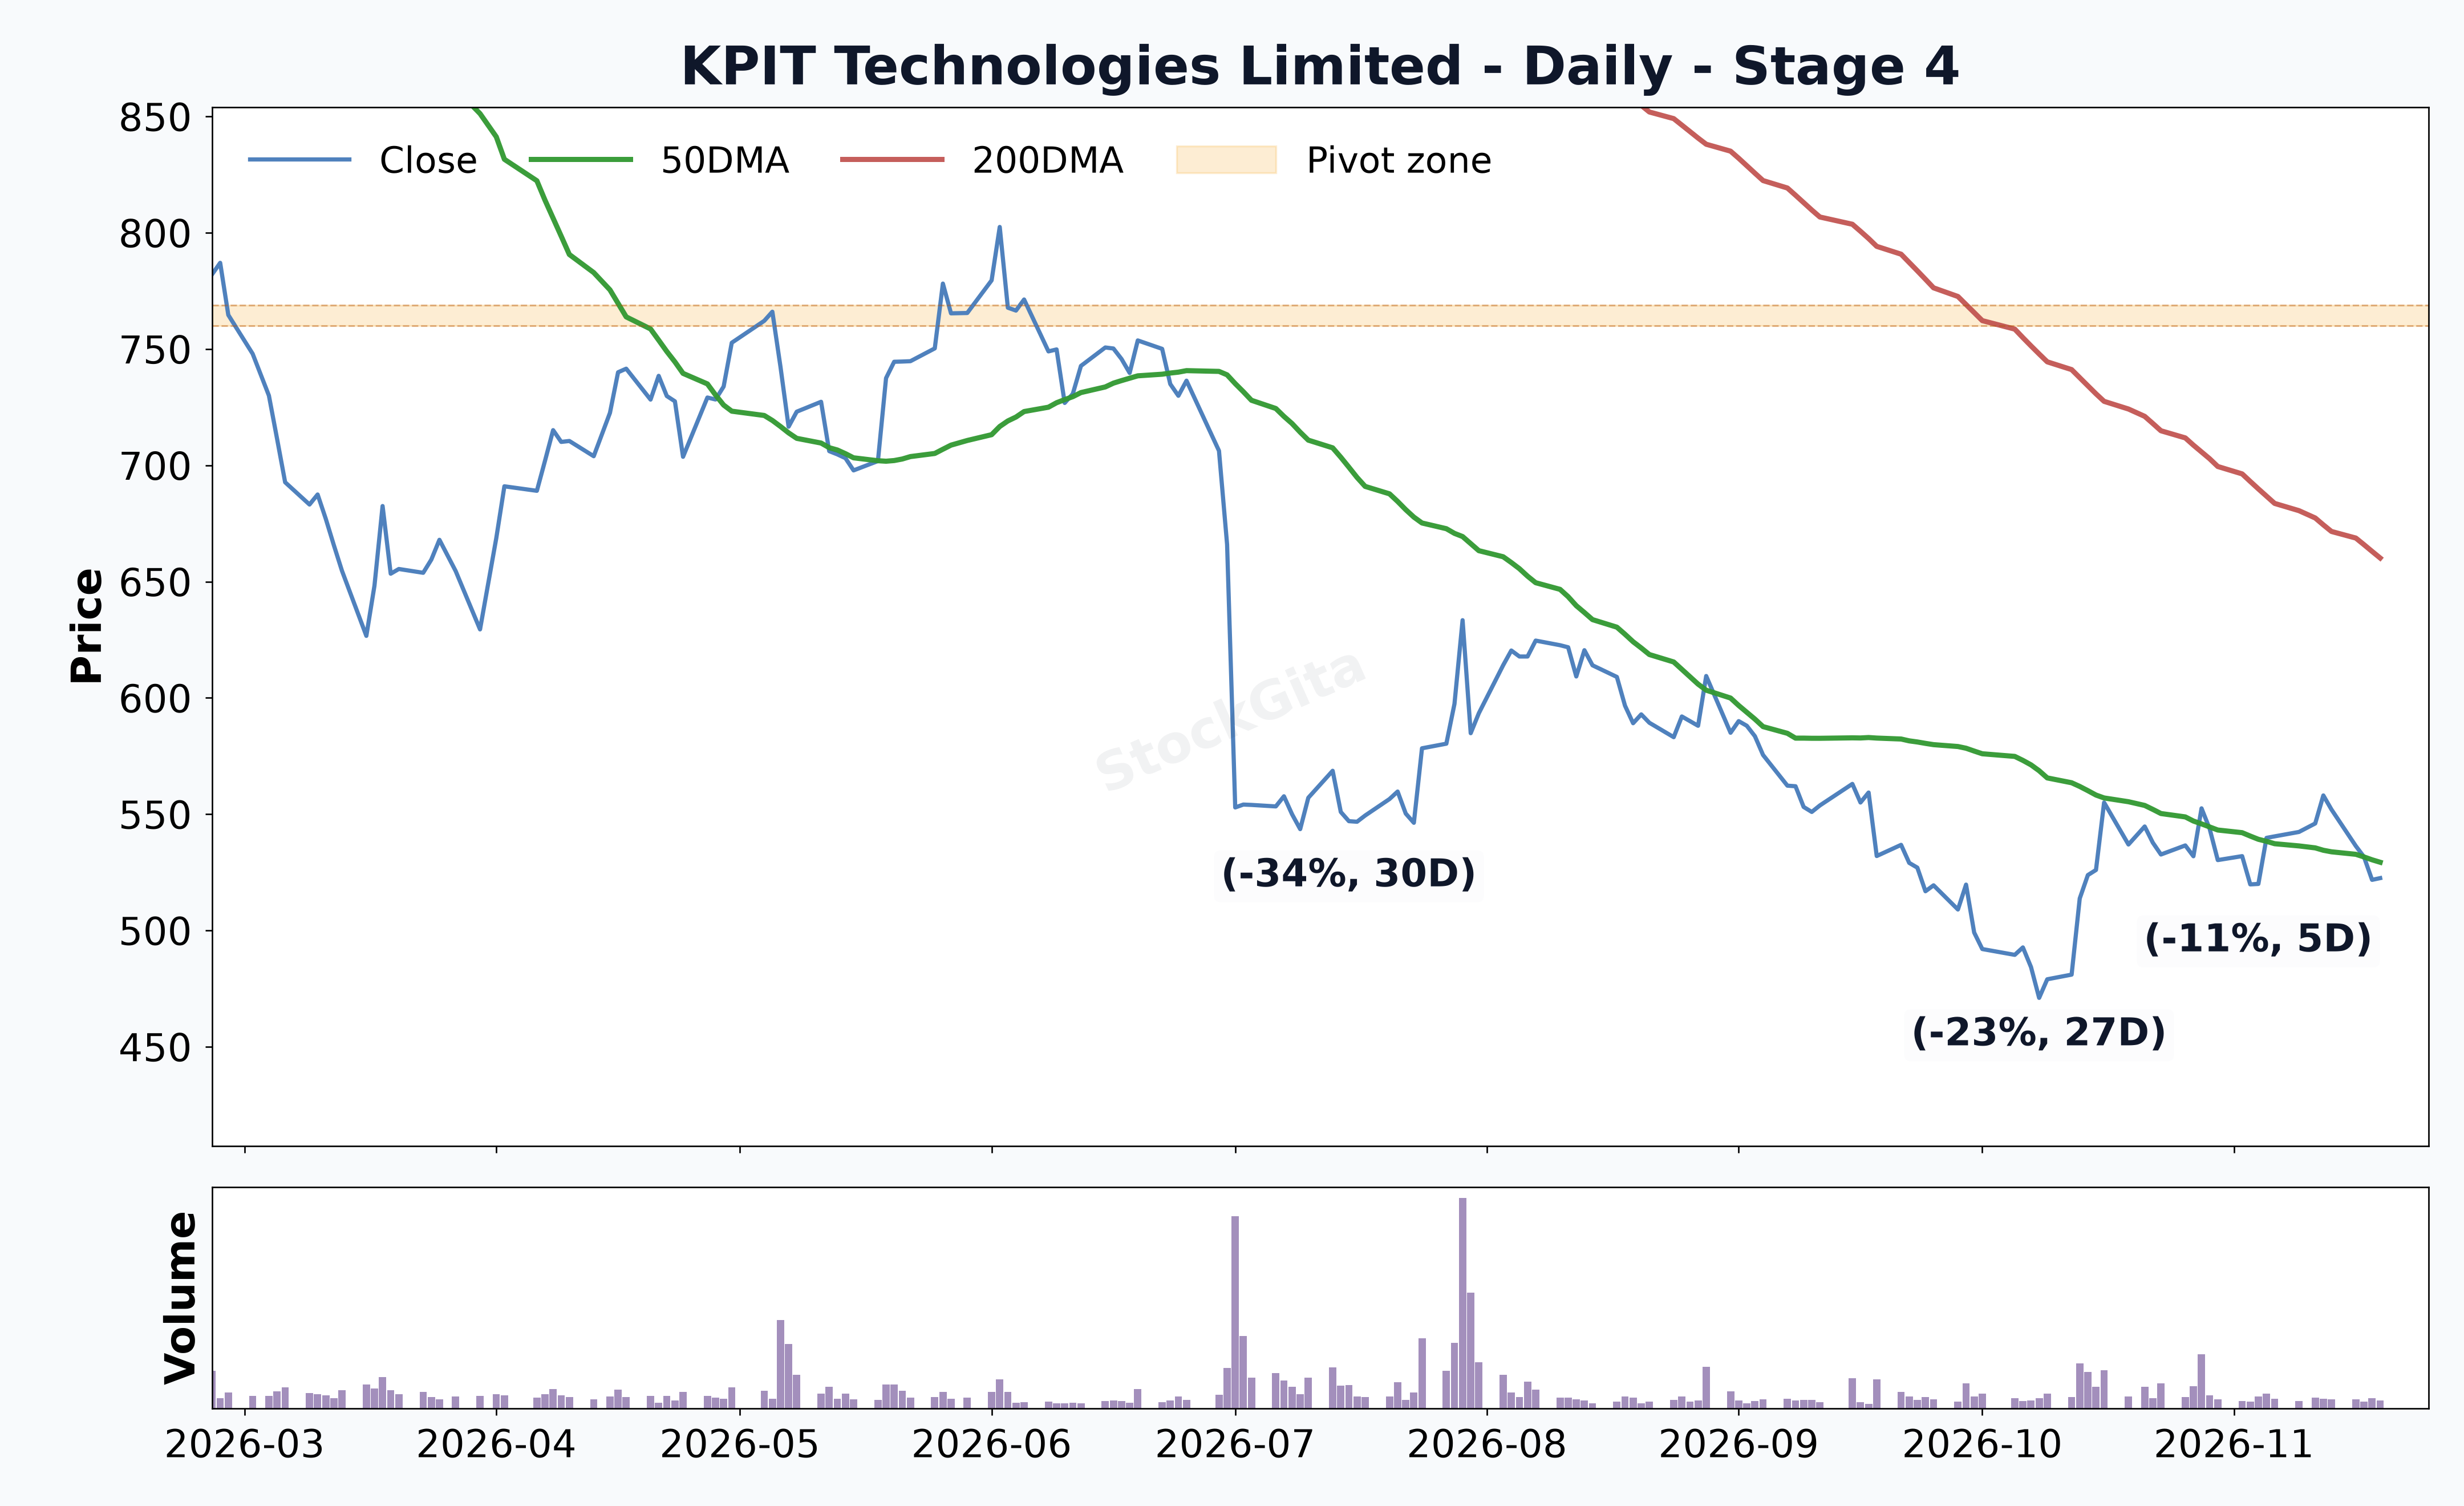 KPIT Technologies Limited - Daily - Stage 4
Close
50DMA
200DMA
Pivot zone
Price
850
800
750
700
650
600
550
500
450
StockGita
(-34%, 30D)
(-11%, 5D)
(-23%, 27D)
Volume
2026-03
2026-04
2026-05
2026-06
2026-07
2026-08
2026-09
2026-10
2026-11